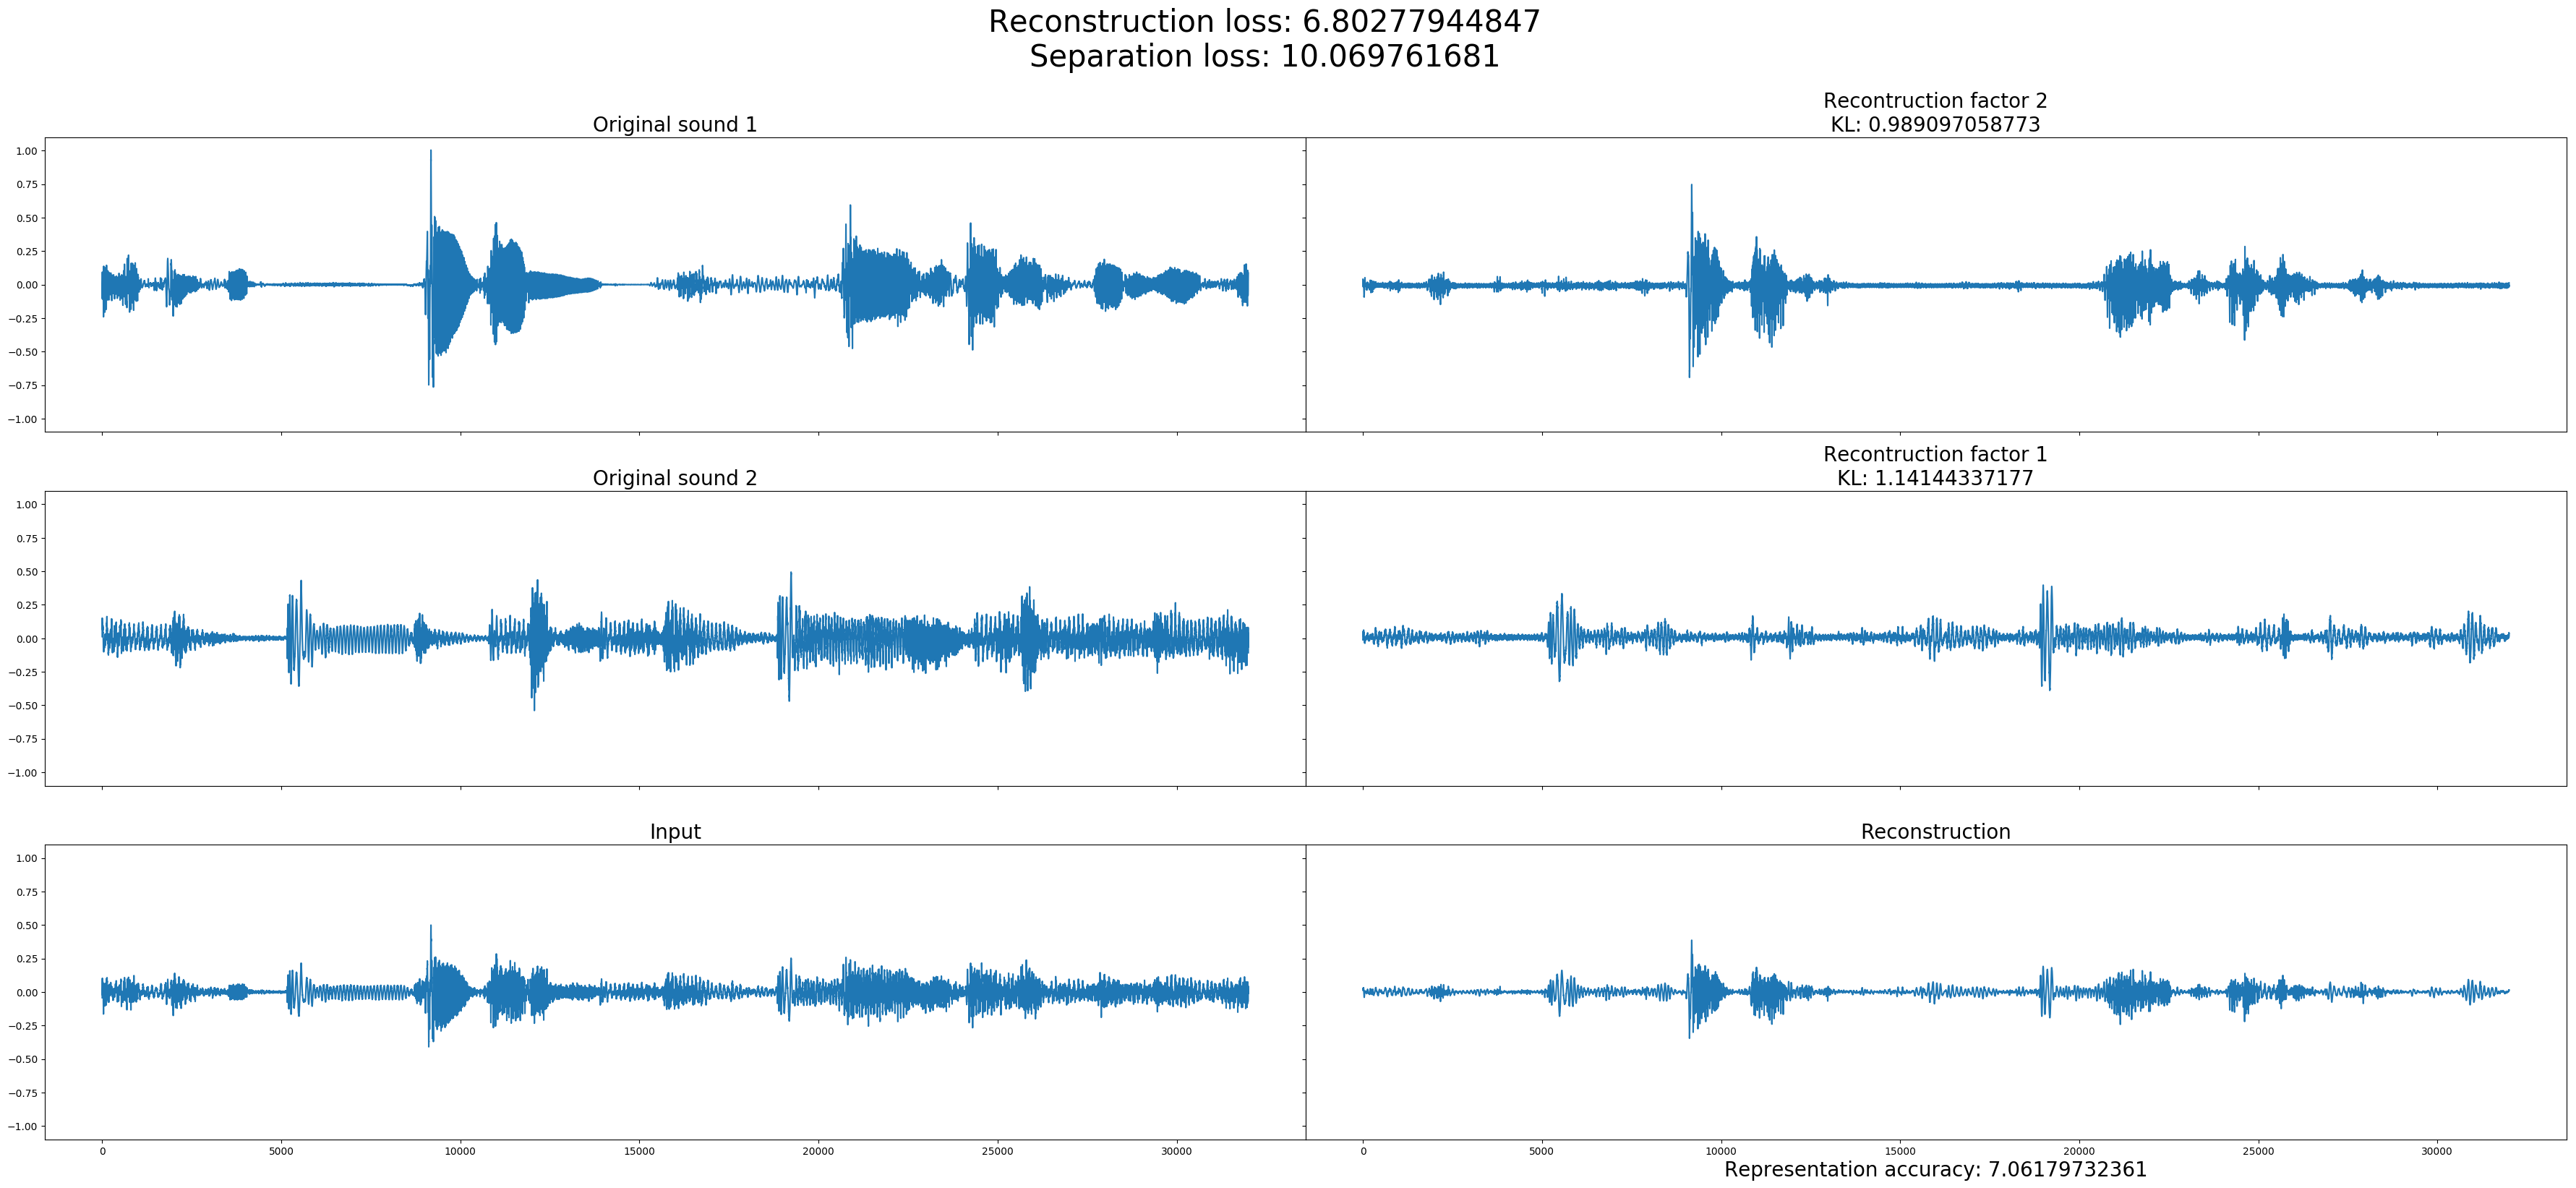 Reconstruction loss: 6.80277944847
Separation loss: 10.069761681
Original sound 1
Recontruction factor 2
KL: 0.989097058773
1.00
0.75
0.50
0.25
0.00
−0.25
−0.50
−0.75
−1.00
Original sound 2
Recontruction factor 1
KL: 1.14144337177
1.00
0.75
0.50
0.25
0.00
−0.25
−0.50
−0.75
−1.00
Input
Reconstruction
1.00
0.75
0.50
0.25
0.00
−0.25
−0.50
−0.75
−1.00
0 5000 10000 15000 20000 25000 30000
0 5000 10000 15000 20000 25000 30000
Representation accuracy: 7.06179732361